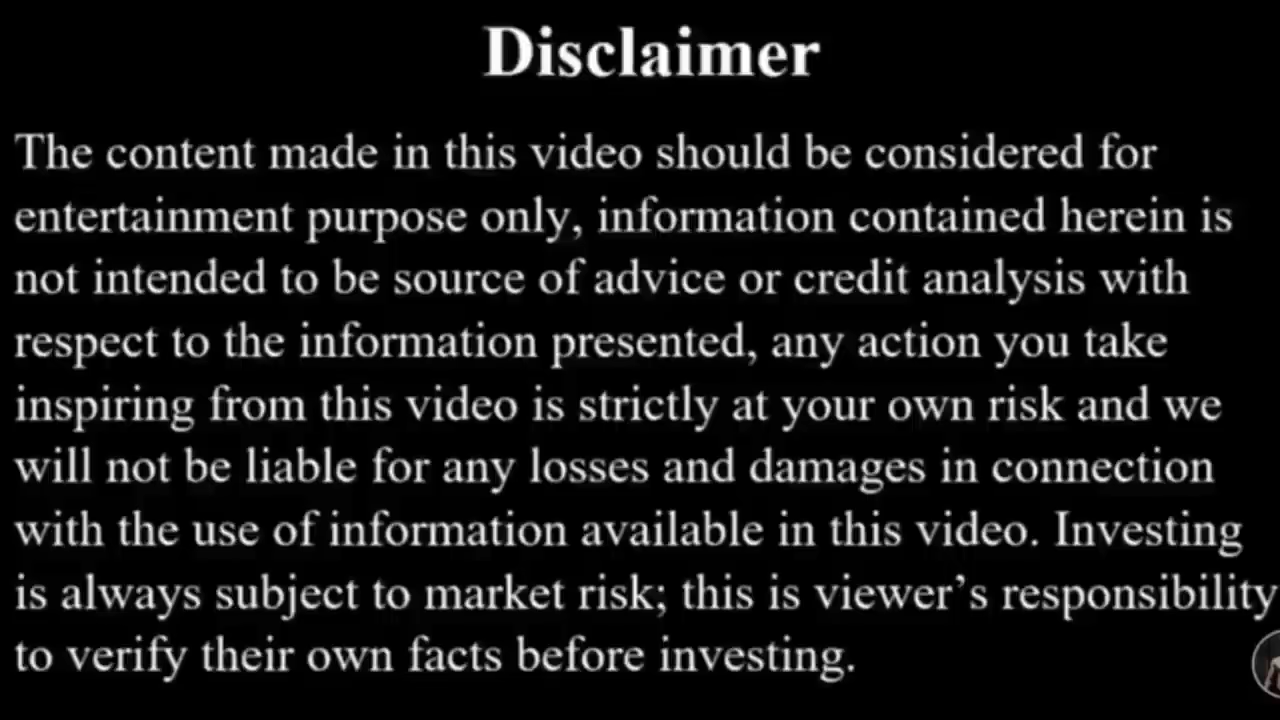 Disclaimer
The content made in this video should be considered for
entertainment purpose only, information contained herein is
not intended to be source of advice or credit analysis with
respect to the information presented, any action you take
inspiring from this video is strictly at your own risk and we
will not be liable for any losses and damages in connection
with the use of information available in this video. Investing
is always subject to market risk; this is viewer’s responsibility
to verify their own facts before investing.